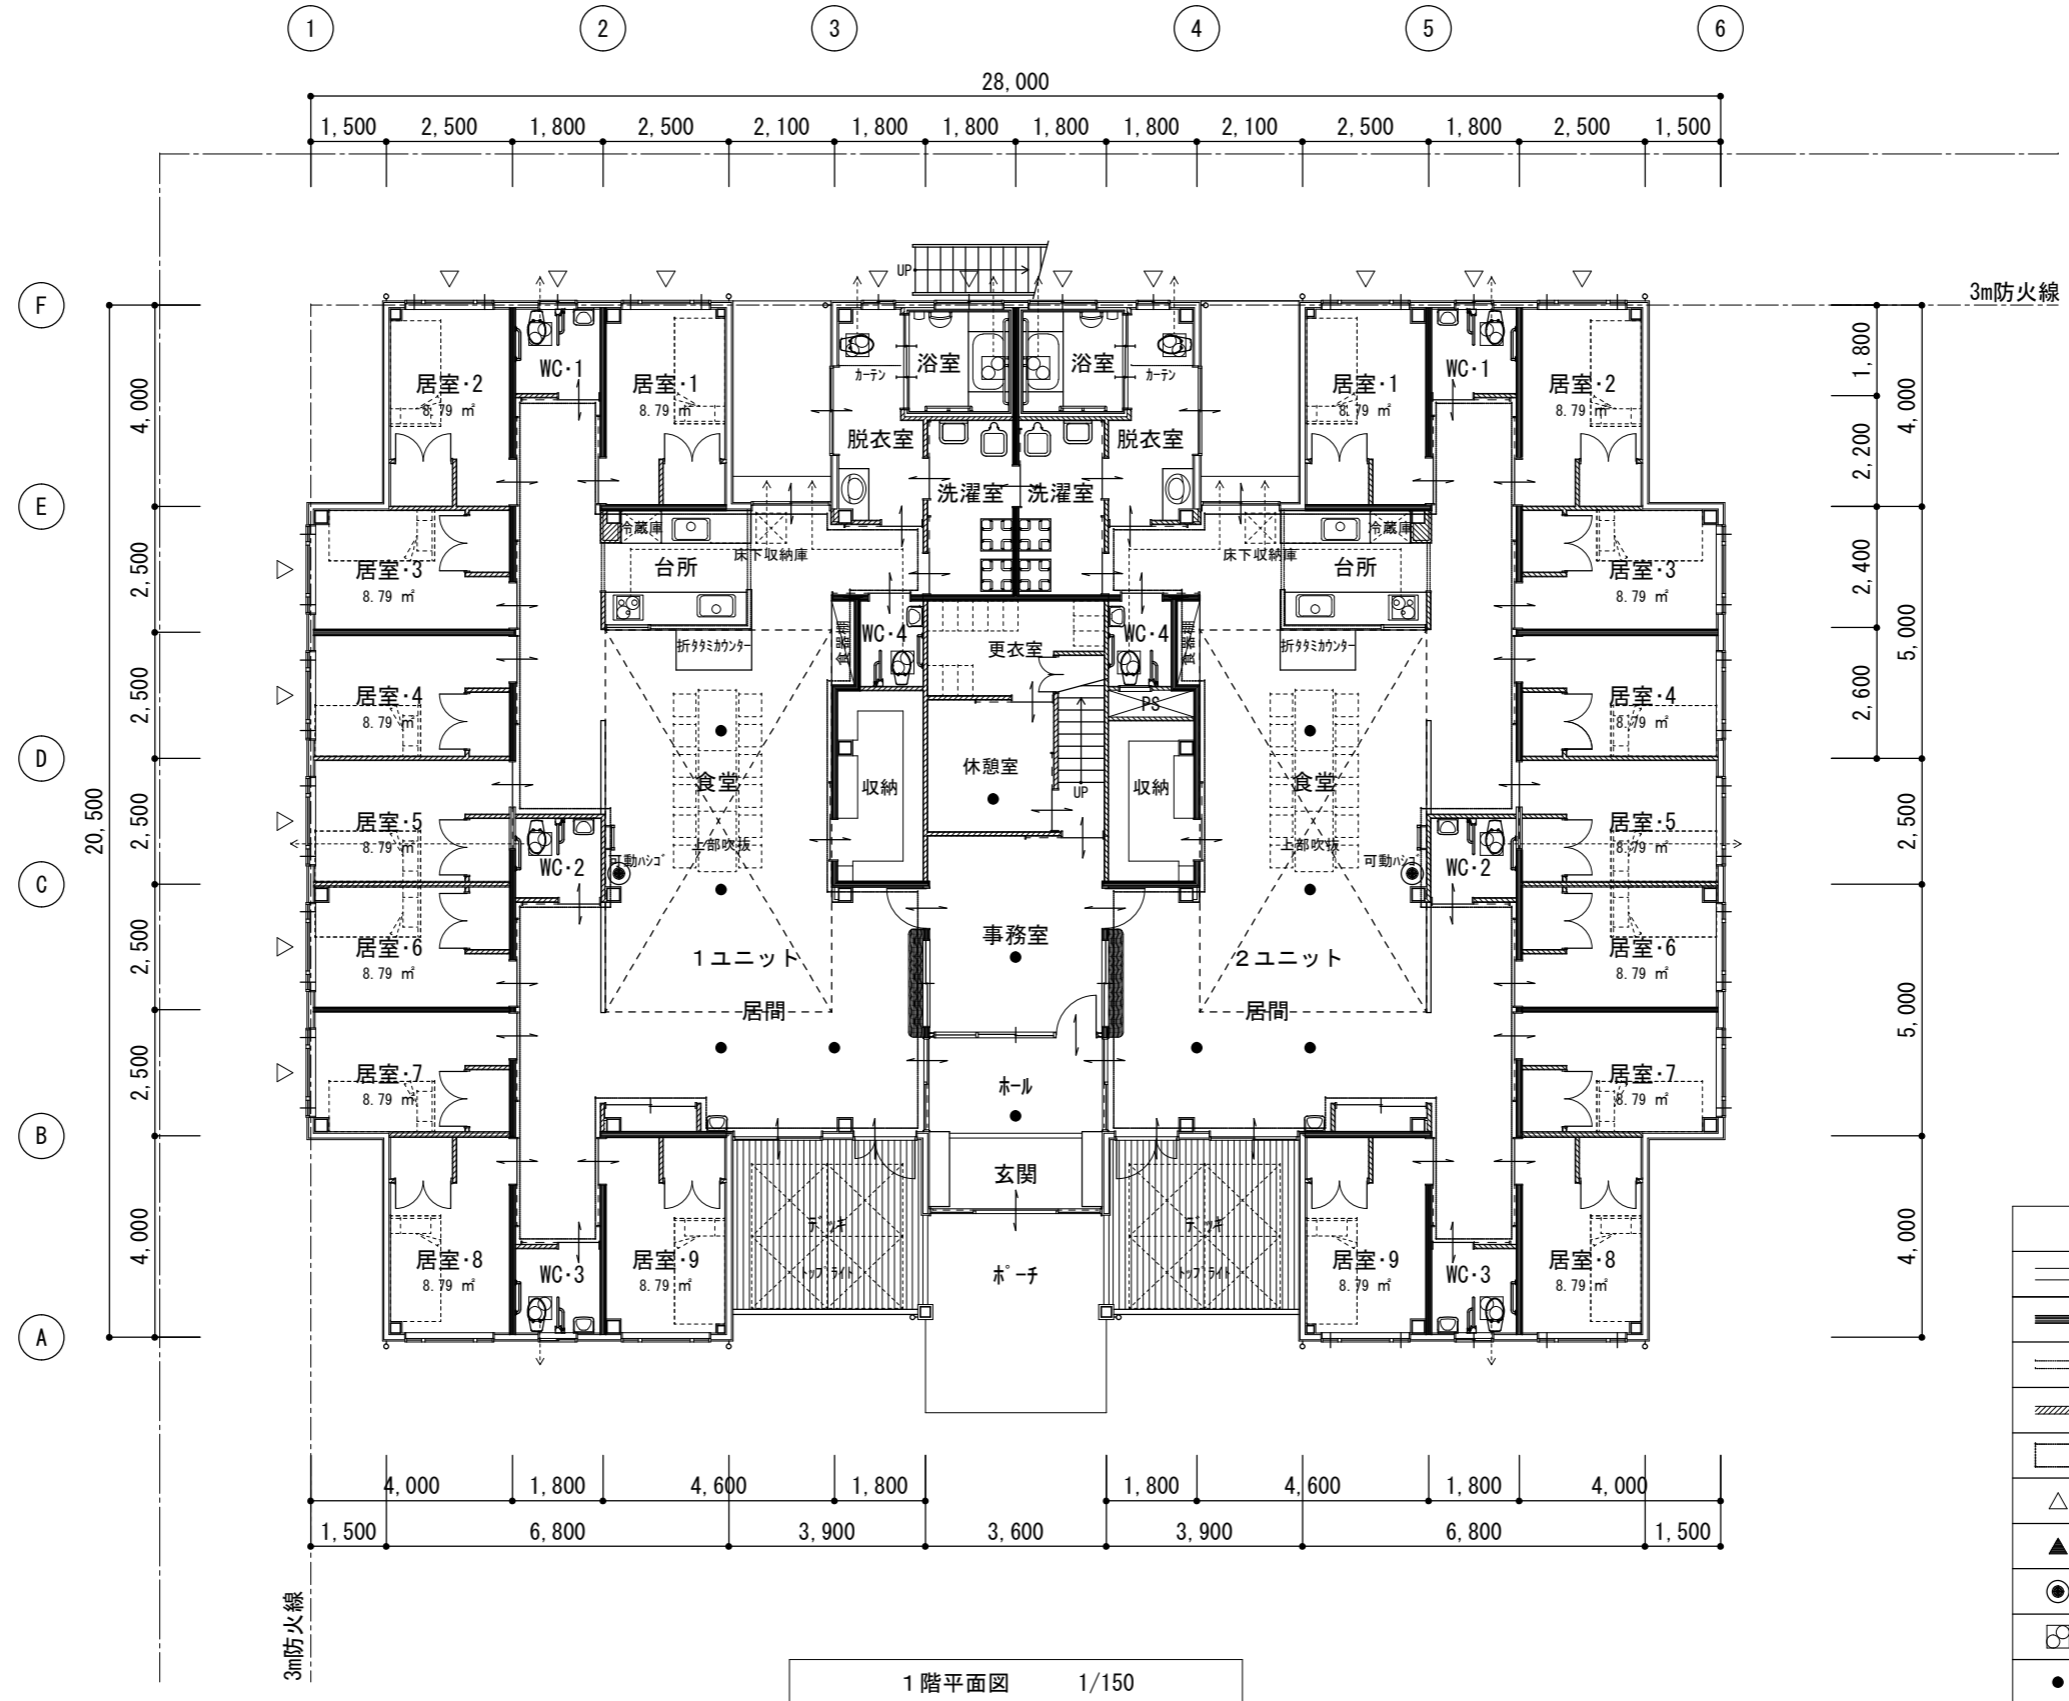 1 2 3 4 5 6
28,000
1,500 2,500 1,800 2,500 2,100 1,800 1,800 1,800 1,800 2,100 2,500 1,800 2,500 1,500
UP
F
3m防火線
居室・2
8.79 ㎡
WC・1
居室・1
8.79 ㎡
カーテン
浴室
浴室
カーテン
居室・1
8.79 ㎡
WC・1
居室・2
8.79 ㎡
1,800
4,000
4,000
脱衣室
脱衣室
2,200
洗濯室
洗濯室
E
冷蔵庫
床下収納庫
台所
床下収納庫
冷蔵庫
台所
居室・3
8.79 ㎡
居室・3
8.79 ㎡
2,500
2,400
5,000
折タタミカウンター
食器棚
WC・4
更衣室
WC・4
食器棚
折タタミカウンター
居室・4
8.79 ㎡
居室・4
8.79 ㎡
2,500
2,600
PS
D
食堂
収納
休憩室
UP
収納
食堂
20,500
2,500
居室・5
8.79 ㎡
上部吹抜
上部吹抜
居室・5
8.79 ㎡
2,500
WC・2
可動ハシゴ
可動ハシゴ
WC・2
C
居室・6
8.79 ㎡
1ユニット
事務室
2ユニット
居室・6
8.79 ㎡
2,500
居間
居間
5,000
居室・7
8.79 ㎡
ホール
居室・7
8.79 ㎡
2,500
B
玄関
居室・8
8.79 ㎡
WC・3
居室・9
8.79 ㎡
デッキ
トップライト
ポーチ
デッキ
トップライト
居室・9
8.79 ㎡
WC・3
居室・8
8.79 ㎡
4,000
4,000
A
4,000 1,800 4,600 1,800 1,800 4,600 1,800 4,000
1,500 6,800 3,900 3,600 3,900 6,800 1,500
3m防火線
1階平面図 1/150